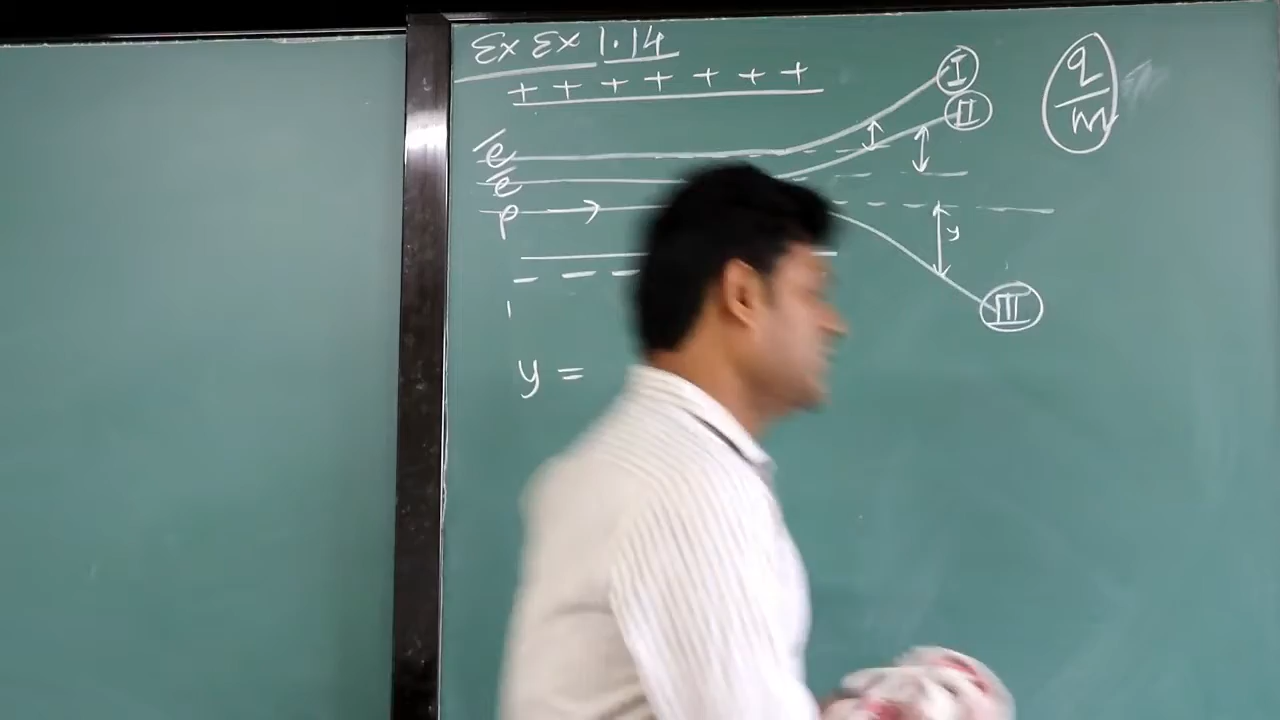 Ex Ex 1.14
+ + + + + + +
I
II
q/m
e
e
p
y
III
y =